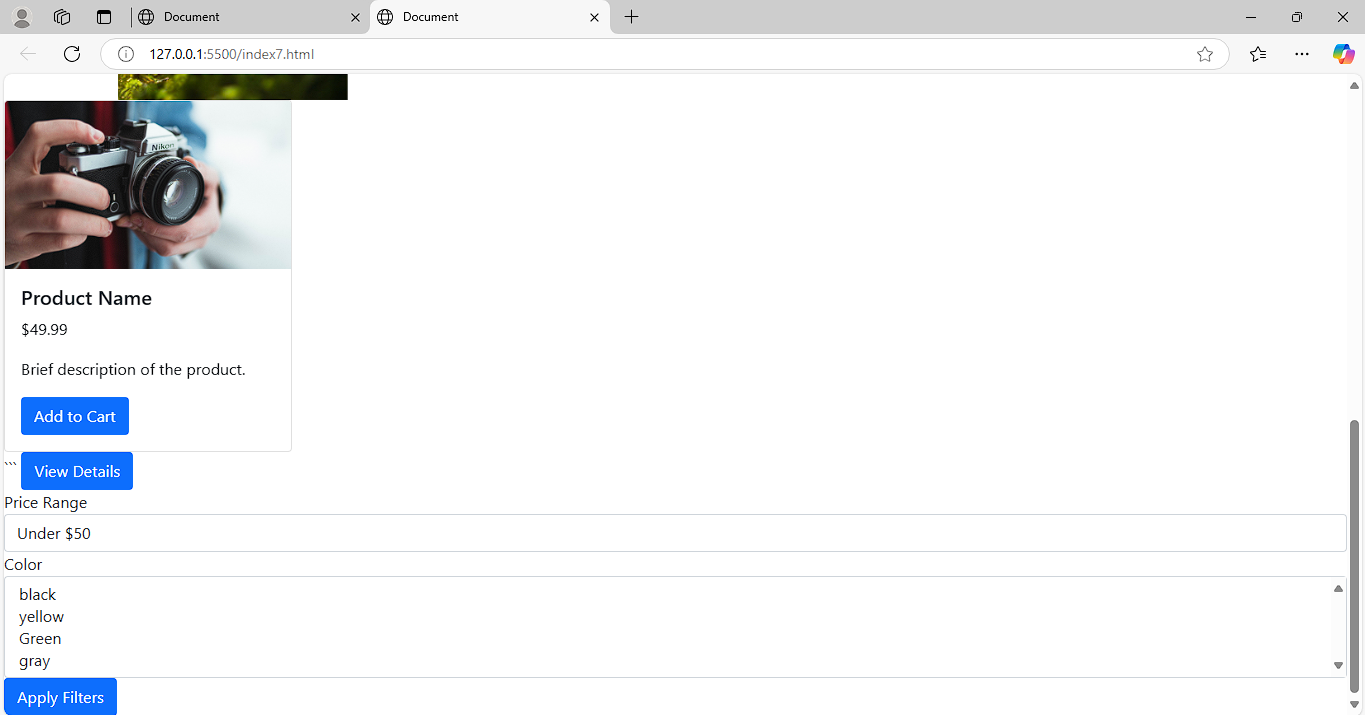 Document
Document
127.0.0.1:5500/index7.html
Nikon
Product Name
$49.99
Brief description of the product.
Add to Cart
``` View Details
Price Range
Under $50
Color
black
yellow
Green
gray
Apply Filters